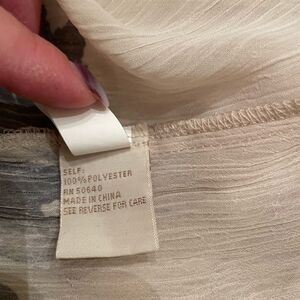 SELF:
100%POLYESTER
RN 50640
MADE IN CHINA
SEE REVERSE FOR CARE